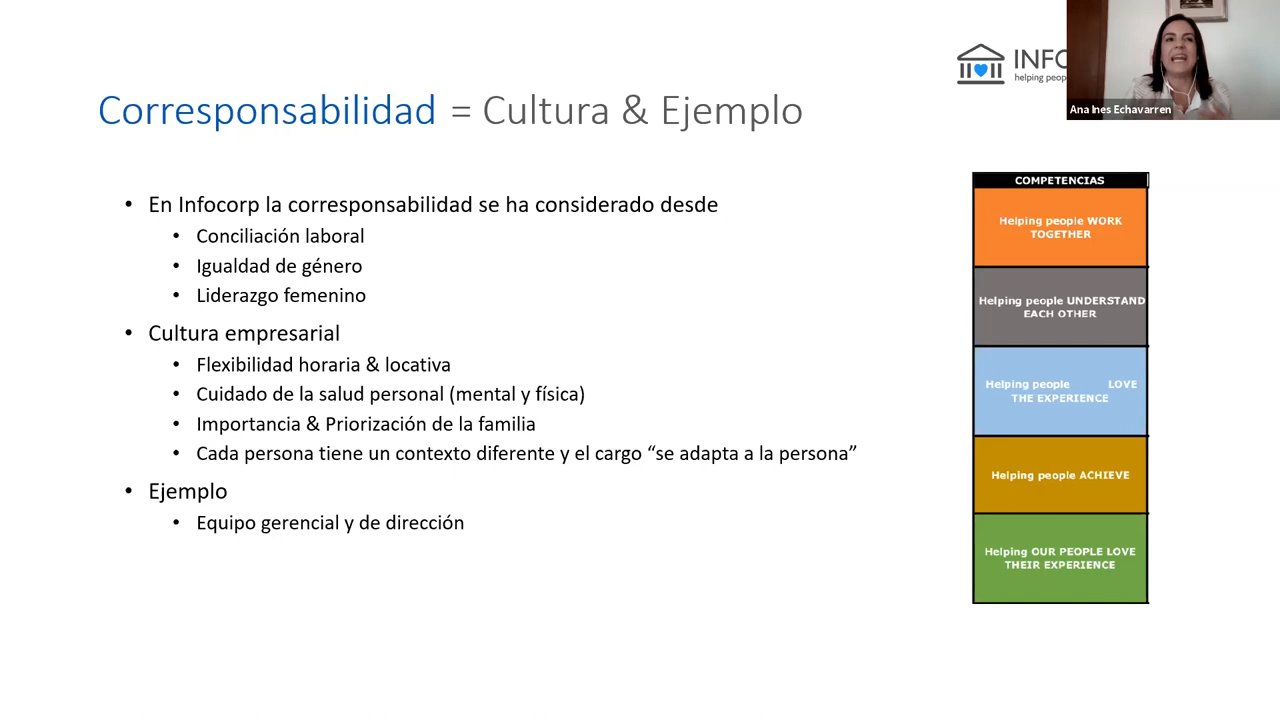 INFO
helping peop
Ana Ines Echavarren
Corresponsabilidad = Cultura & Ejemplo
• En Infocorp la corresponsabilidad se ha considerado desde
• Conciliación laboral
• Igualdad de género
• Liderazgo femenino
• Cultura empresarial
• Flexibilidad horaria & locativa
• Cuidado de la salud personal (mental y física)
• Importancia & Priorización de la familia
• Cada persona tiene un contexto diferente y el cargo “se adapta a la persona”
• Ejemplo
• Equipo gerencial y de dirección
COMPETENCIAS
Helping people WORK
TOGETHER
Helping people UNDERSTAND
EACH OTHER
Helping people LOVE
THE EXPERIENCE
Helping people ACHIEVE
Helping OUR PEOPLE LOVE
THEIR EXPERIENCE